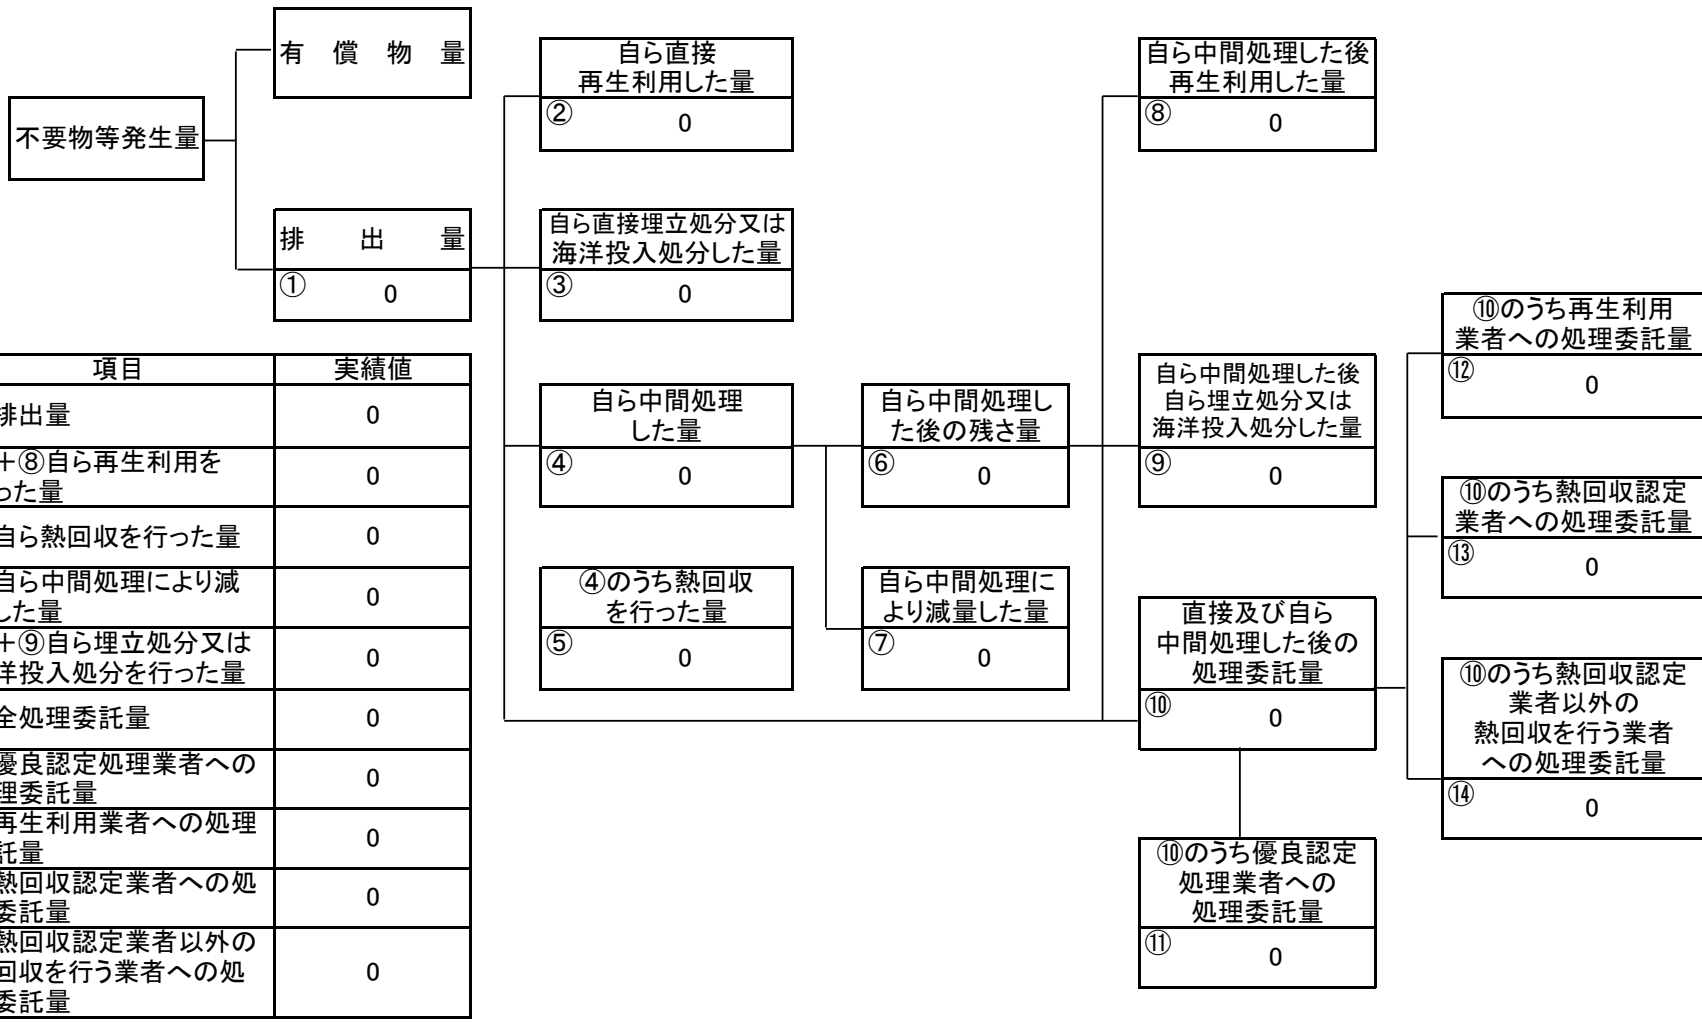 有償物量
不要物等発生量
排出量
①
0
自ら直接
再生利用した量
②
0
自ら直接埋立処分又は
海洋投入処分した量
③
0
自ら中間処理
した量
④
0
④のうち熱回収
を行った量
⑤
0
自ら中間処理し
た後の残さ量
⑥
0
自ら中間処理に
より減量した量
⑦
0
自ら中間処理した後
再生利用した量
⑧
0
自ら中間処理した後
自ら埋立処分又は
海洋投入処分した量
⑨
0
直接及び自ら
中間処理した後の
処理委託量
⑩
0
⑩のうち優良認定
処理業者への
処理委託量
⑪
0
⑩のうち再生利用
業者への処理委託量
⑫
0
⑩のうち熱回収認定
業者への処理委託量
⑬
0
⑩のうち熱回収認定
業者以外の
熱回収を行う業者
への処理委託量
⑭
0
項目 実績値
排出量 0
+⑧自ら再生利用を
った量 0
自ら熱回収を行った量 0
自ら中間処理により減
した量 0
+⑨自ら埋立処分又は
洋投入処分を行った量 0
全処理委託量 0
優良認定処理業者への
理委託量 0
再生利用業者への処理
託量 0
熱回収認定業者への処
委託量 0
熱回収認定業者以外の
回収を行う業者への処
委託量 0